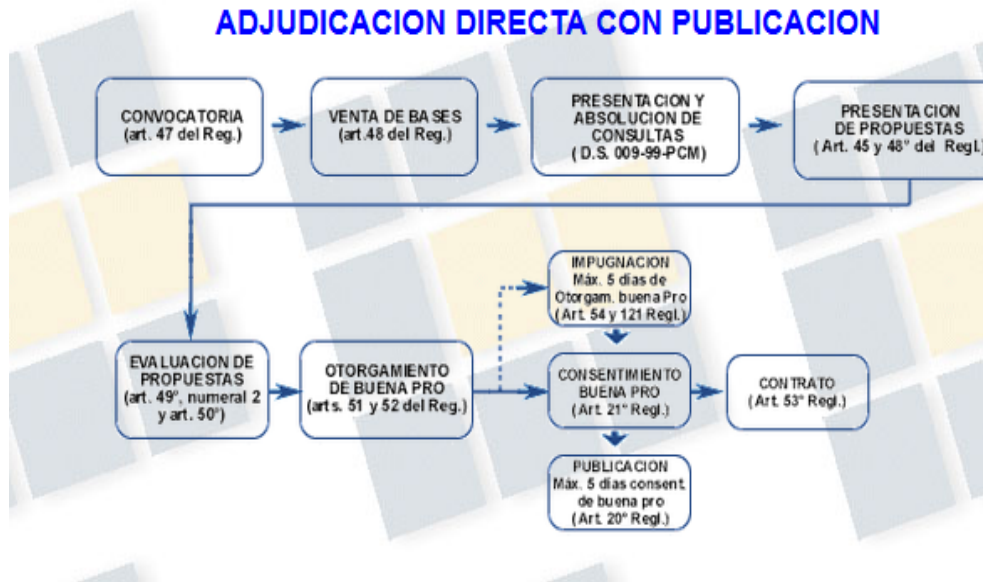 ADJUDICACION DIRECTA CON PUBLICACION
CONVOCATORIA
(art. 47 del Reg.)
VENTA DE BASES
(art.48 del Reg.)
PRESENTACION Y
ABSOLUCION DE
CONSULTAS
( D.S. 009-99-PCM)
PRESENTACION
DE PROPUESTAS
( Art. 45 y 48° del Regl.)
IMPUGNACION
Máx. 5 días de
Otorgam. buena Pro
( Art. 54 y 121 Regl.)
EVALUACION DE
PROPUESTAS
(art. 49°, numeral 2
y art. 50°)
OTORGAMIENTO
DE BUENA PRO
(arts. 51 y 52 del Reg.)
CONSENTIMIENTO
BUENA PRO
(Art. 21° Regl.)
CONTRATO
(Art. 53° Regl.)
PUBLICACION
Máx. 5 días consent.
de buena pro
(Art. 20° Regl.)